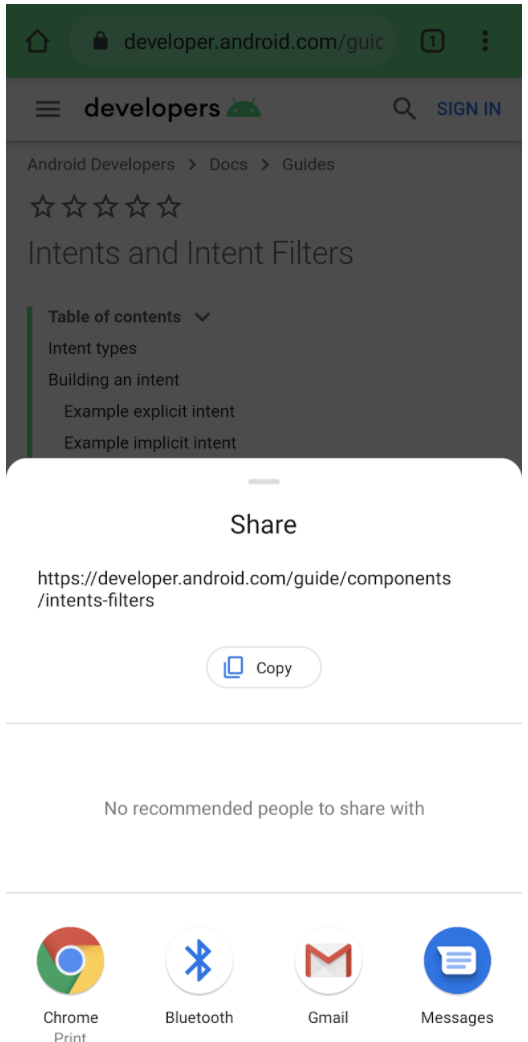 developer.android.com/guic
1
developers
SIGN IN
Android Developers > Docs > Guides
Intents and Intent Filters
Table of contents
Intent types
Building an intent
Example explicit intent
Example implicit intent
Share
https://developer.android.com/guide/components
/intents-filters
Copy
No recommended people to share with
Chrome
Bluetooth
Gmail
Messages
Print